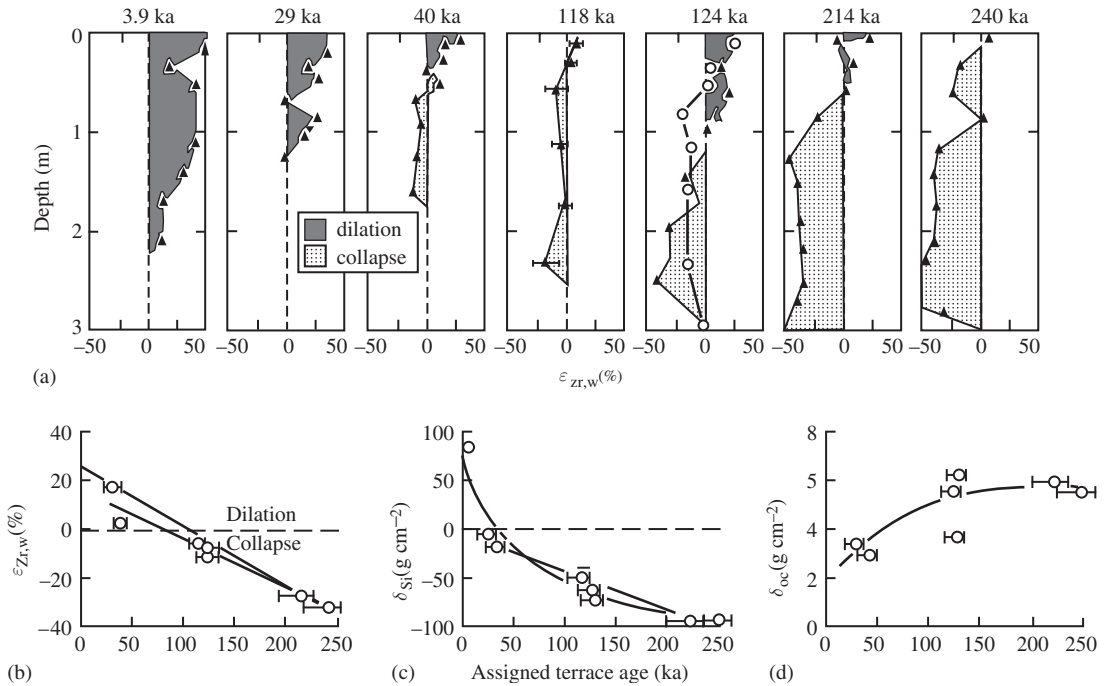 3.9 ka 29 ka 40 ka 118 ka 124 ka 214 ka 240 ka
0
1
2
3
Depth (m)
dilation
collapse
−50 0 50 −50 0 50 −50 0 50 −50 0 50 −50 0 50 −50 0 50 −50 0 50
εzr,w(%)
(a)
40
20
0
−20
−40
εZr,w(%)
Dilation
Collapse
0 50 100 150 200 250
(b)
100
50
0
−50
−100
δSi(g cm−2)
0 50 100 150 200 250
(c)
Assigned terrace age (ka)
8
5
4
2
0
δoc(g cm−2)
0 50 100 150 200 250
(d)